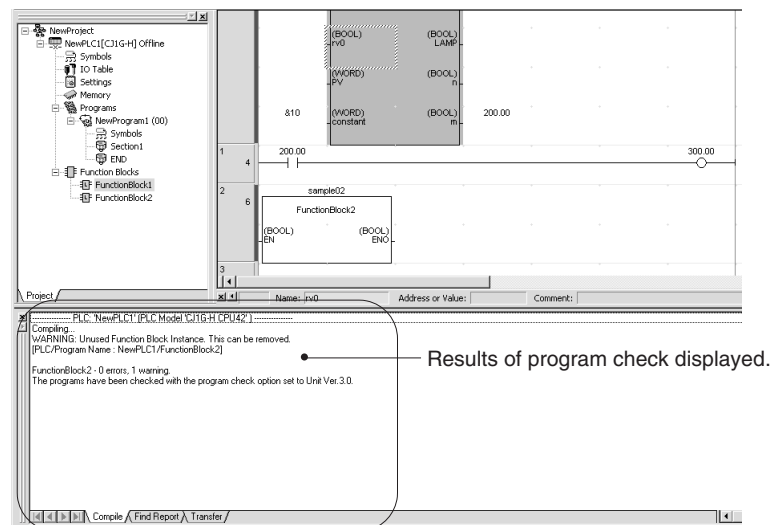 NewProject
NewPLC1[CJ1G-H] Offline
Symbols
IO Table
Settings
Memory
Programs
NewProgram1 (00)
Symbols
Section1
END
Function Blocks
FunctionBlock1
FunctionBlock2
Project
(BOOL) (BOOL)
rv0 LAMP
(WORD) (BOOL)
PV n
&10 (WORD) (BOOL) 200.00
constant m
1 200.00 300.00
4
2 sample02
6
FunctionBlock2
(BOOL) (BOOL)
EN ENO
3
Name: rv0 Address or Value: Comment:
--------------- PLC: 'NewPLC1' (PLC Model 'CJ1G-H CPU42' ) ---------------
Compiling...
WARNING: Unused Function Block Instance. This can be removed.
[PLC/Program Name : NewPLC1/FunctionBlock2]
FunctionBlock2 - 0 errors, 1 warning.
The programs have been checked with the program check option set to Unit Ver.3.0.
Results of program check displayed.
Compile Find Report Transfer